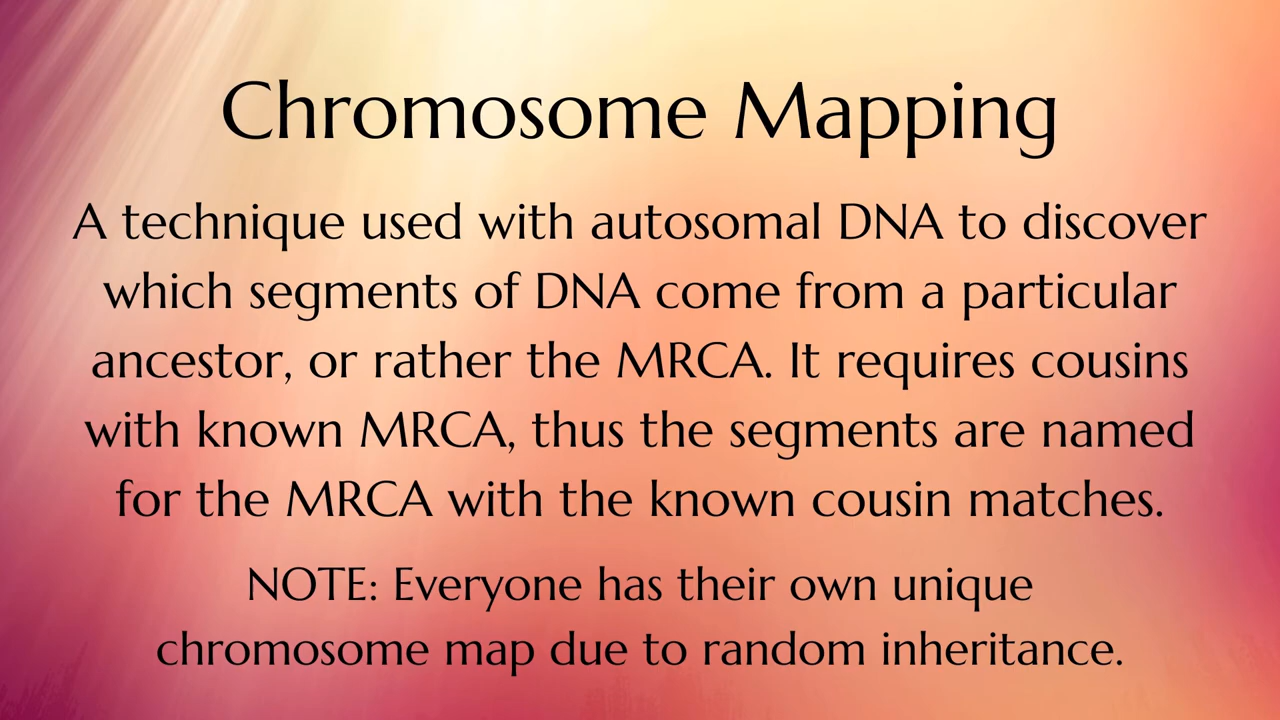 Chromosome Mapping
A technique used with autosomal DNA to discover
which segments of DNA come from a particular
ancestor, or rather the MRCA. It requires cousins
with known MRCA, thus the segments are named
for the MRCA with the known cousin matches.
NOTE: Everyone has their own unique
chromosome map due to random inheritance.